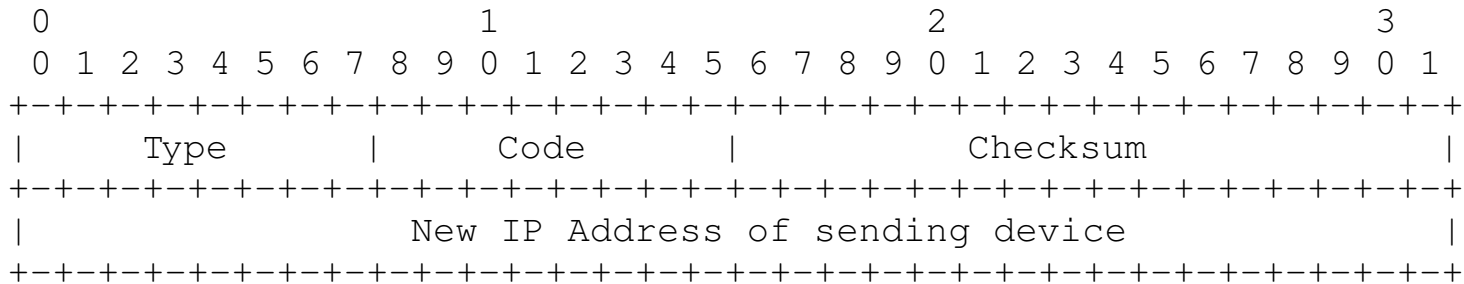 0 1 2 3
0 1 2 3 4 5 6 7 8 9 0 1 2 3 4 5 6 7 8 9 0 1 2 3 4 5 6 7 8 9 0 1
+-+-+-+-+-+-+-+-+-+-+-+-+-+-+-+-+-+-+-+-+-+-+-+-+-+-+-+-+-+-+-+-+
| Type | Code | Checksum |
+-+-+-+-+-+-+-+-+-+-+-+-+-+-+-+-+-+-+-+-+-+-+-+-+-+-+-+-+-+-+-+-+
| New IP Address of sending device |
+-+-+-+-+-+-+-+-+-+-+-+-+-+-+-+-+-+-+-+-+-+-+-+-+-+-+-+-+-+-+-+-+